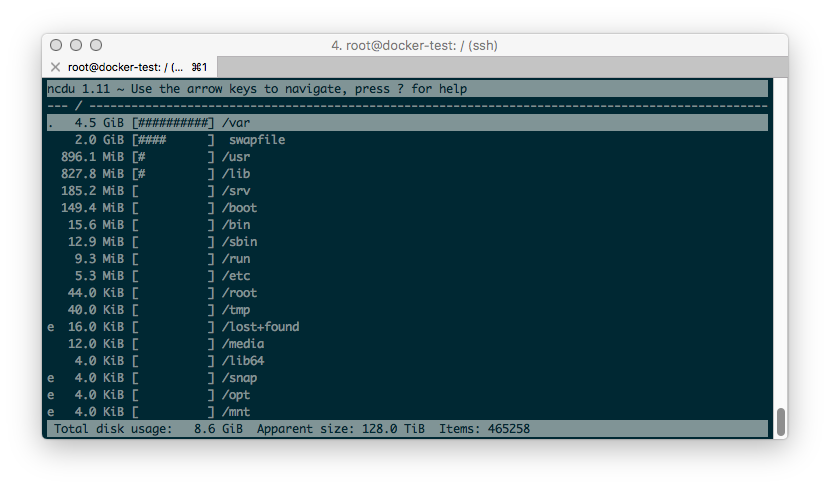 4. root@docker-test: / (ssh)
✕ root@docker-test: / (... ⌘1
ncdu 1.11 ~ Use the arrow keys to navigate, press ? for help
--- / --------------------------------------------------------------------------------------------------
.   4.5 GiB [##########] /var
    2.0 GiB [####      ]  swapfile
  896.1 MiB [#         ] /usr
  827.8 MiB [#         ] /lib
  185.2 MiB [          ] /srv
  149.4 MiB [          ] /boot
   15.6 MiB [          ] /bin
   12.9 MiB [          ] /sbin
    9.3 MiB [          ] /run
    5.3 MiB [          ] /etc
   44.0 KiB [          ] /root
   40.0 KiB [          ] /tmp
e  16.0 KiB [          ] /lost+found
   12.0 KiB [          ] /media
    4.0 KiB [          ] /lib64
e   4.0 KiB [          ] /snap
e   4.0 KiB [          ] /opt
e   4.0 KiB [          ] /mnt
Total disk usage:   8.6 GiB  Apparent size: 128.0 TiB  Items: 465258